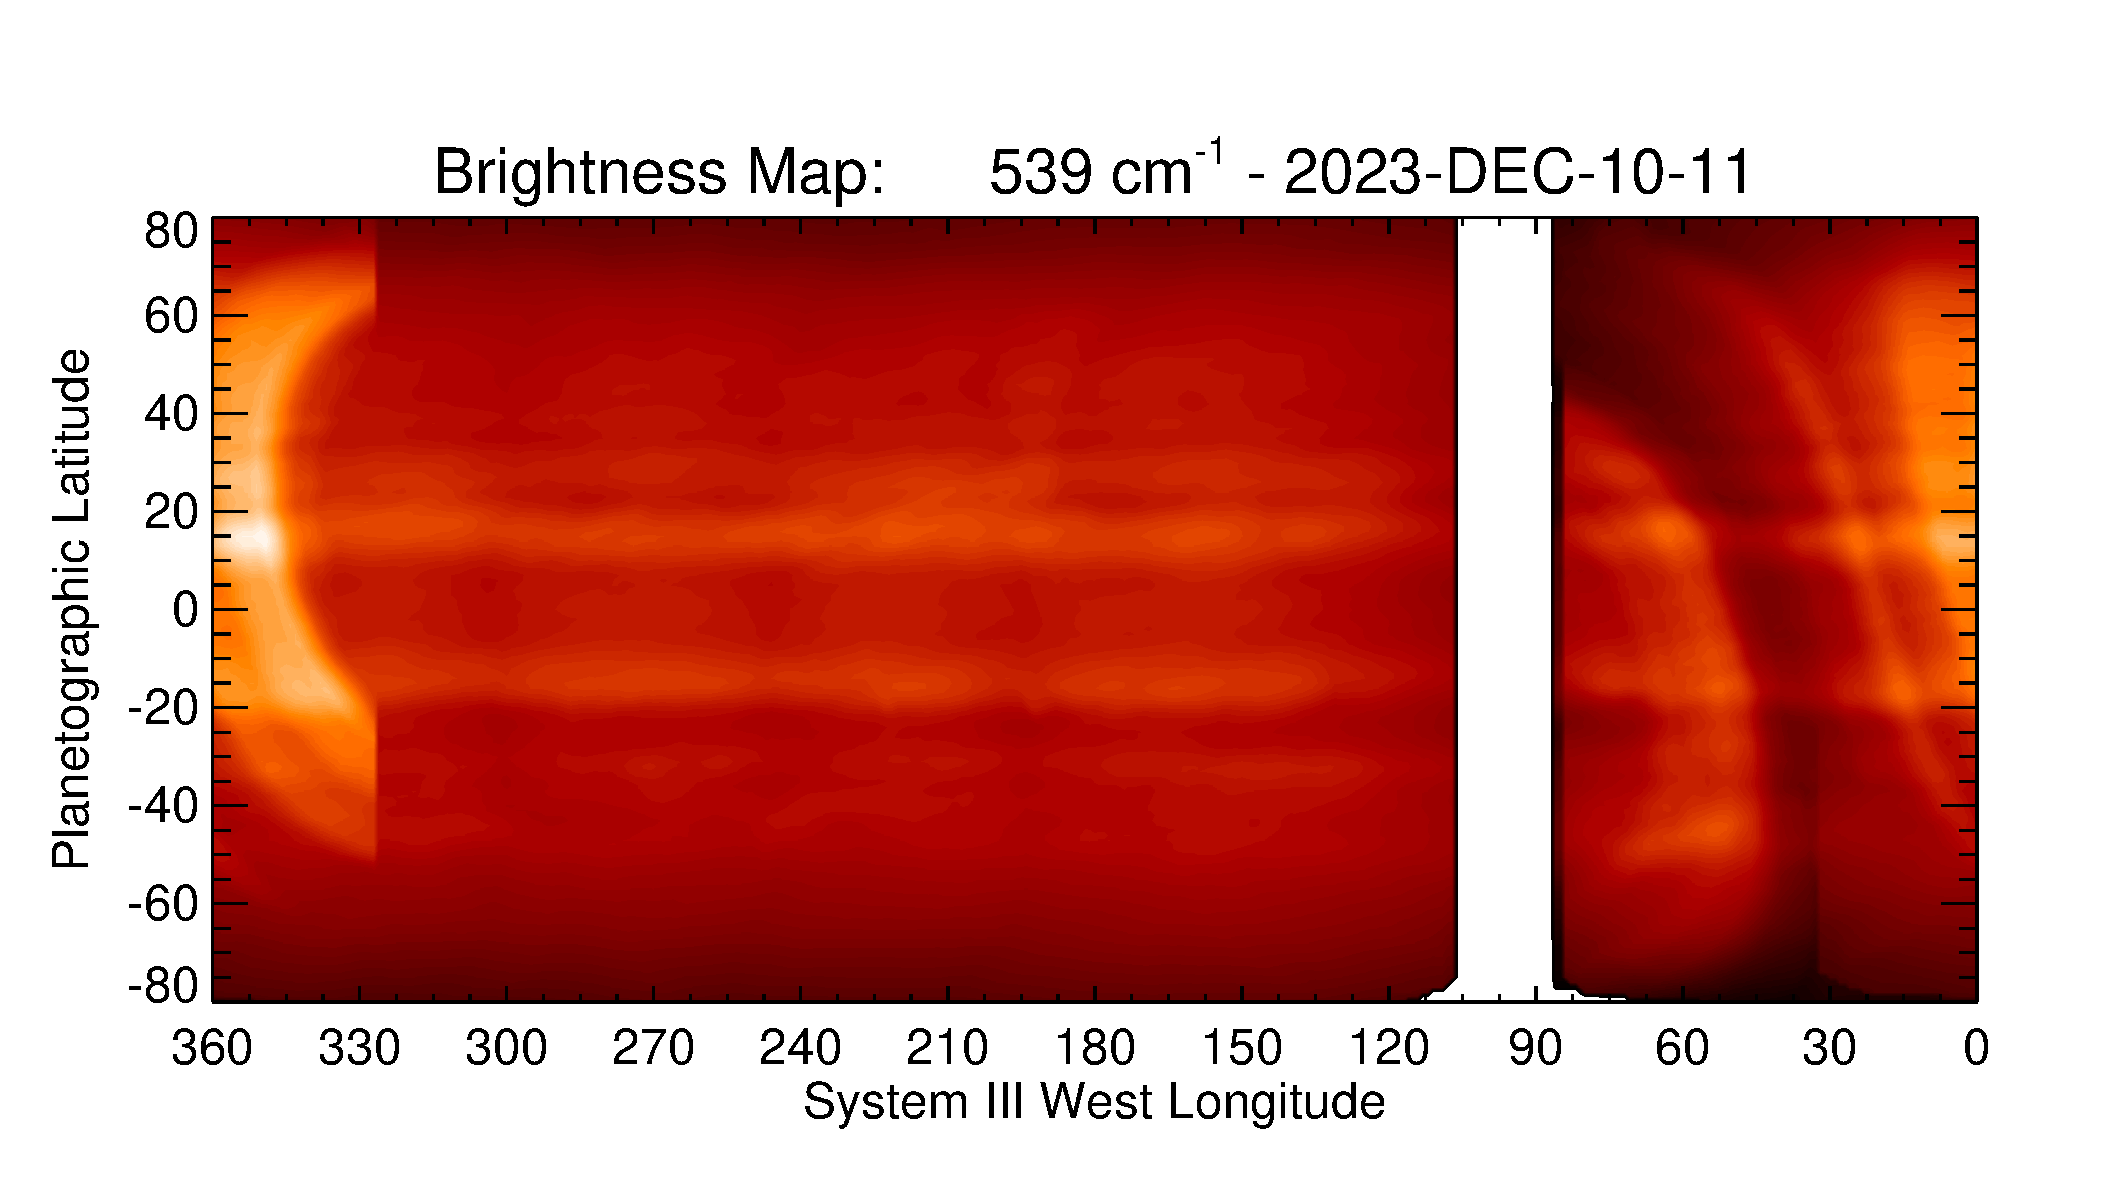 Brightness Map: 539 cm-1 - 2023-DEC-10-11
80
60
40
20
0
-20
-40
-60
-80
Planetographic Latitude
360 330 300 270 240 210 180 150 120 90 60 30 0
System III West Longitude